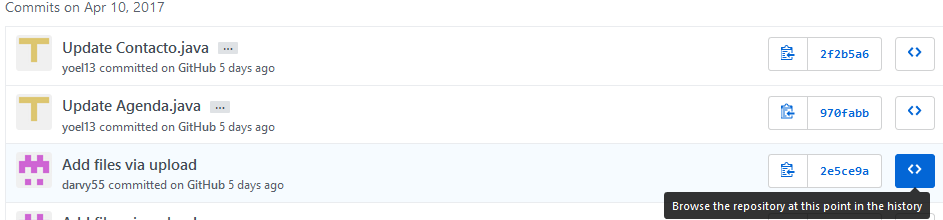 Commits on Apr 10, 2017
Update Contacto.java …
2f2b5a6
yoel13 committed on GitHub 5 days ago
Update Agenda.java …
970fabb
yoel13 committed on GitHub 5 days ago
Add files via upload
2e5ce9a
darvy55 committed on GitHub 5 days ago
Browse the repository at this point in the history